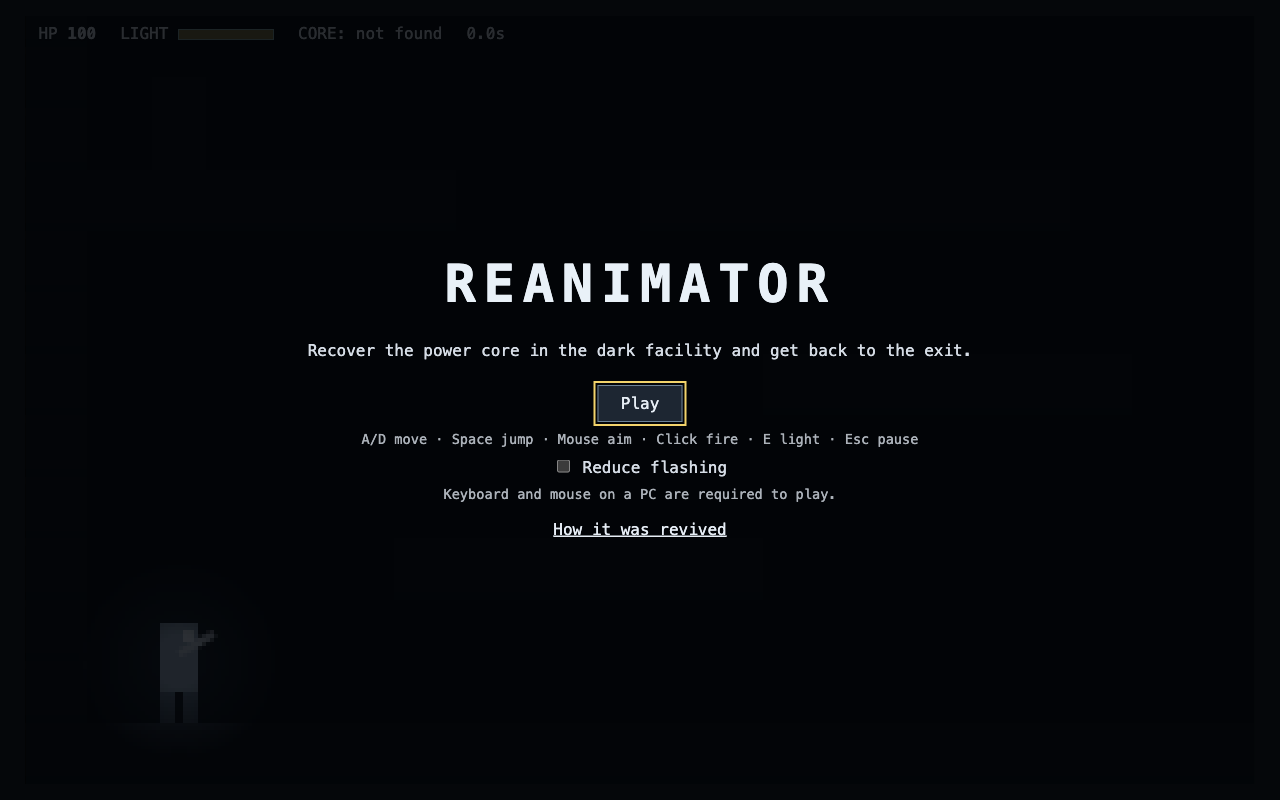 HP 100 LIGHT CORE: not found 0.0s
REANIMATOR
Recover the power core in the dark facility and get back to the exit.
Play
A/D move · Space jump · Mouse aim · Click fire · E light · Esc pause
Reduce flashing
Keyboard and mouse on a PC are required to play.
How it was revived